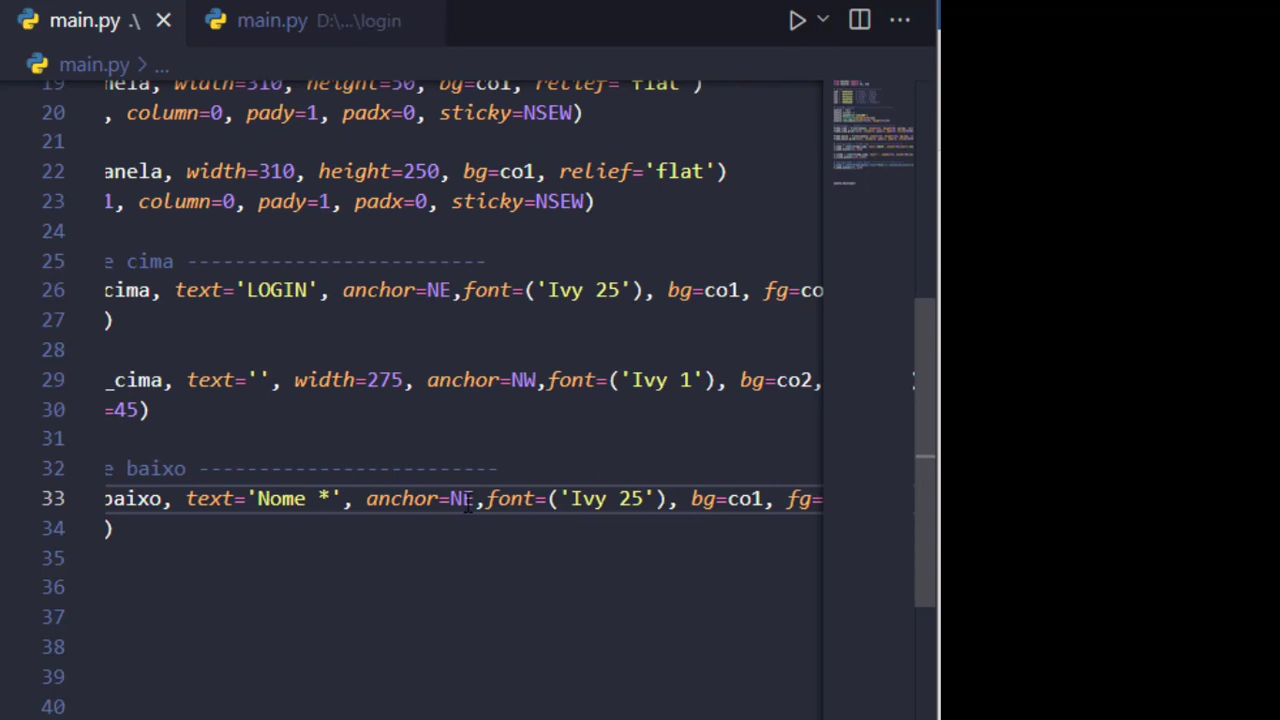 main.py .\ main.py D:\...\login
main.py > ...
19 nela, width=310, height=50, bg=co1, relief='flat')
20 , column=0, pady=1, padx=0, sticky=NSEW)
21
22 anela, width=310, height=250, bg=co1, relief='flat')
23 1, column=0, pady=1, padx=0, sticky=NSEW)
24
25 e cima -------------------------
26 cima, text='LOGIN', anchor=NE,font=('Ivy 25'), bg=co1, fg=co
27 )
28
29 _cima, text='', width=275, anchor=NW,font=('Ivy 1'), bg=co2,
30 =45)
31
32 e baixo -------------------------
33 baixo, text='Nome *', anchor=NE,font=('Ivy 25'), bg=co1, fg=
34 )
35
36
37
38
39
40